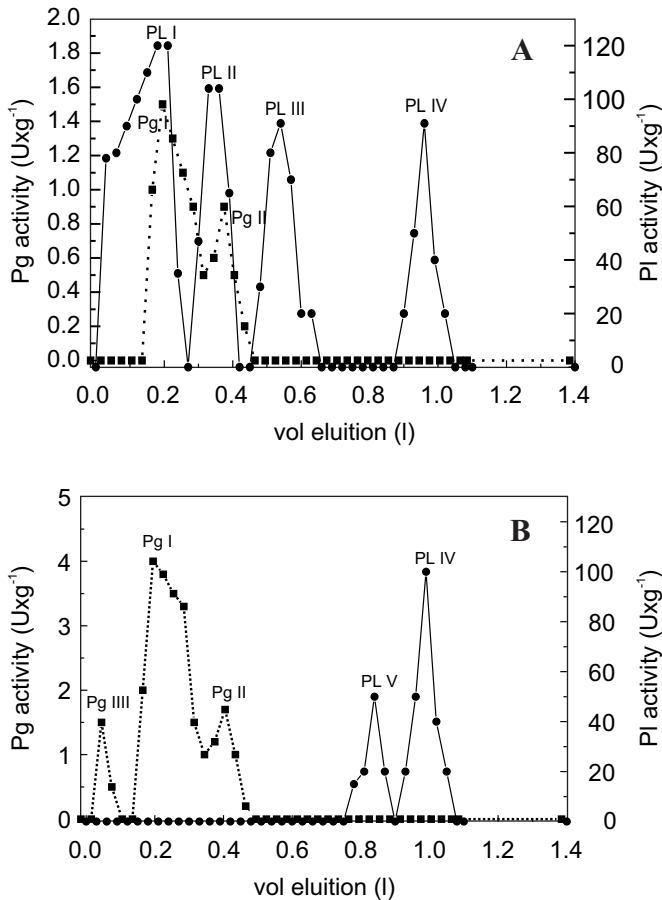 A
Pg activity (Uxg-1)
2.0
1.8
1.6
1.4
1.2
1.0
0.8
0.6
0.4
0.2
0.0
PL I
PL II
PL III
PL IV
Pg I
Pg II
120
100
80
60
40
20
0
Pl activity (Uxg-1)
0.0 0.2 0.4 0.6 0.8 1.0 1.2 1.4
vol eluition (l)
B
Pg activity (Uxg-1)
5
4
3
2
1
0
Pg IIII
Pg I
Pg II
PL V
PL IV
120
100
80
60
40
20
0
Pl activity (Uxg-1)
0.0 0.2 0.4 0.6 0.8 1.0 1.2 1.4
vol eluition (l)